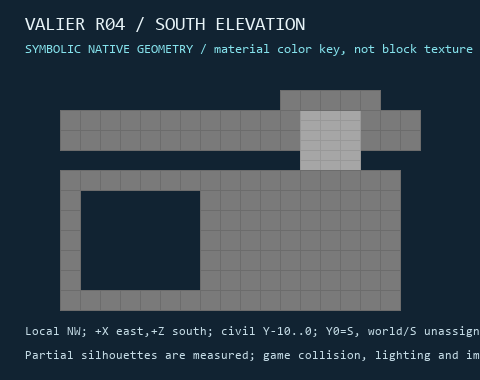 VALIER R04 / SOUTH ELEVATION
SYMBOLIC NATIVE GEOMETRY / material color key, not block texture
Local NW; +X east,+Z south; civil Y-10..0; Y0=S, world/S unassign
Partial silhouettes are measured; game collision, lighting and im